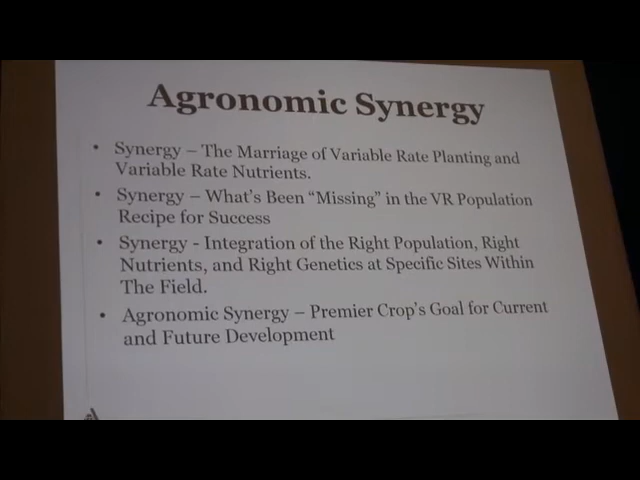 Agronomic Synergy
• Synergy – The Marriage of Variable Rate Planting and
Variable Rate Nutrients.
• Synergy – What's Been "Missing" in the VR Population
Recipe for Success
• Synergy - Integration of the Right Population, Right
Nutrients, and Right Genetics at Specific Sites Within
The Field.
• Agronomic Synergy – Premier Crop's Goal for Current
and Future Development